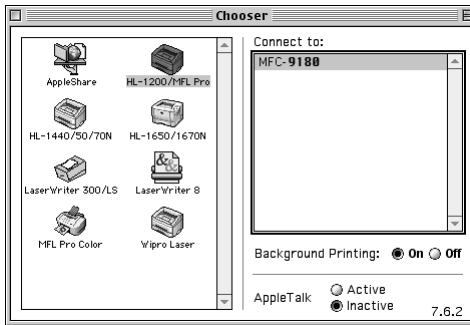 Chooser
AppleShare
HL-1200/MFL Pro
HL-1440/50/70N
HL-1650/1670N
LaserWriter 300/LS
LaserWriter 8
MFL Pro Color
Wipro Laser
Connect to:
MFC-9180
Background Printing: On Off
AppleTalk Active
Inactive
7.6.2